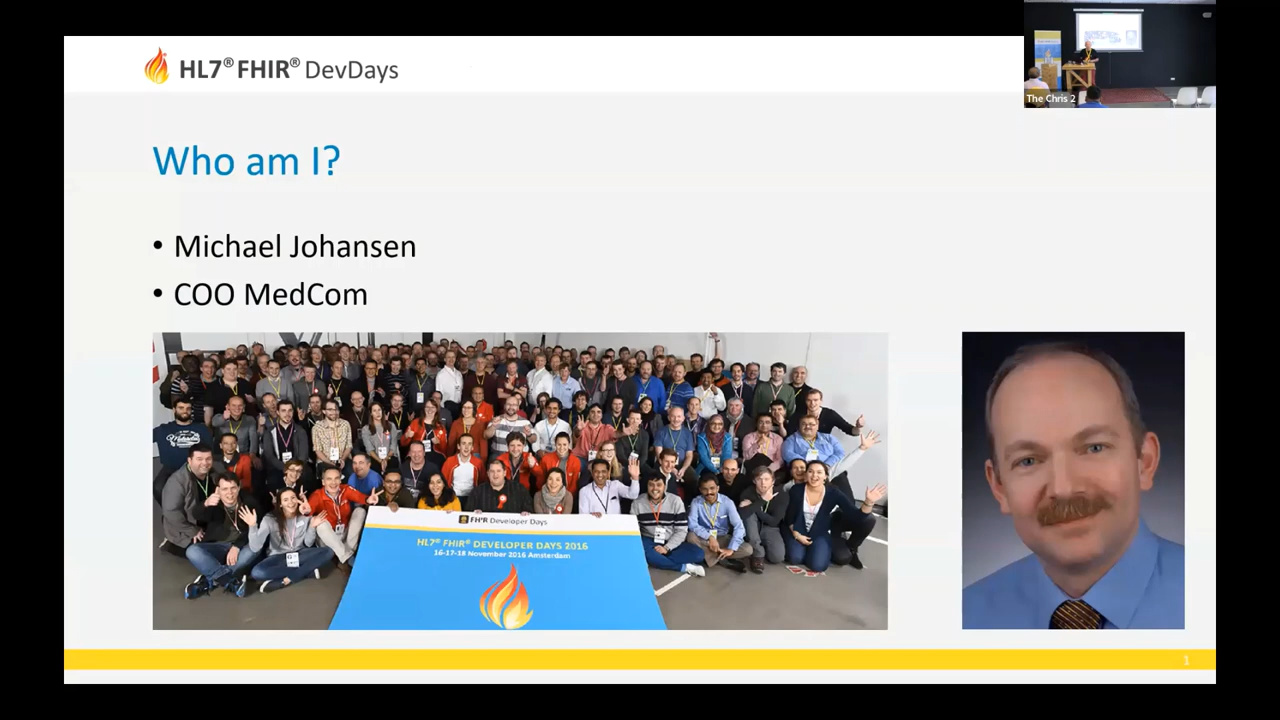 HL7® FHIR® DevDays
The Chris 2
Who am I?
• Michael Johansen
• COO MedCom
FHIR Developer Days
HL7® FHIR® DEVELOPER DAYS 2016
16-17-18 November 2016 Amsterdam
1